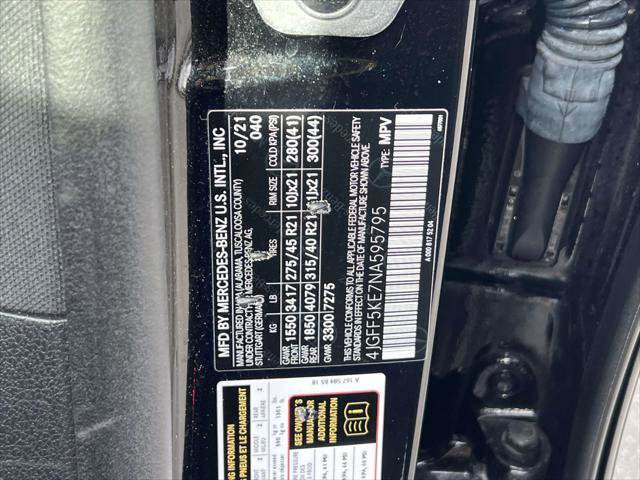 MFD BY MERCEDES-BENZ U.S. INTL., INC 10/21
MANUFACTURED IN (ALABAMA, TUSCALOOSA COUNTY) 040
UNDER CONTRACT MERCEDES-BENZ AG,
STUTTGART (GERMANY)
KG LB TIRES RIM SIZE COLD KPA (PSI)
GAWR FRONT 1550 3417 275/45 R21 10Jx21 280(41)
GAWR REAR 1850 4079 315/40 R21 11Jx21 300(44)
GVWR 3300 7275
THIS VEHICLE CONFORMS TO ALL APPLICABLE FEDERAL MOTOR VEHICLE SAFETY
STANDARDS IN EFFECT ON THE DATE OF MANUFACTURE SHOWN ABOVE.
TYPE: MPV
4JGFF5KE7NA595795
A 000 817 52 04
A 167 584 85 18
SEE OWNER'S
MANUAL FOR
ADDITIONAL
INFORMATION